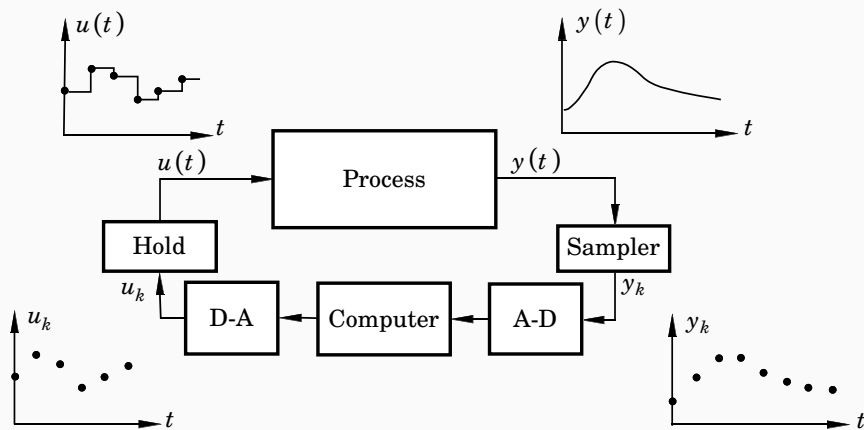 u(t)
y(t)
t
t
u(t)
Process
y(t)
Hold
Sampler
u_k
y_k
D-A
Computer
A-D
u_k
y_k
t
t